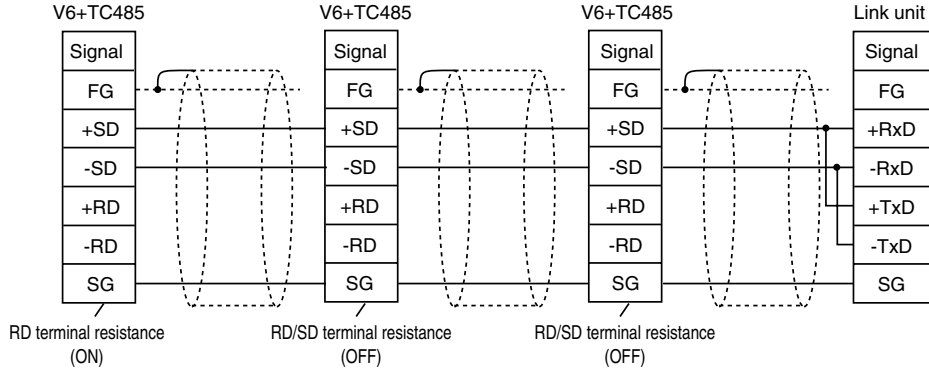 V6+TC485 V6+TC485 V6+TC485 Link unit
Signal Signal Signal Signal
FG FG FG FG
+SD +SD +SD +RxD
-SD -SD -SD -RxD
+RD +RD +RD +TxD
-RD -RD -RD -TxD
SG SG SG SG
RD terminal resistance RD/SD terminal resistance RD/SD terminal resistance
(ON) (OFF) (OFF)